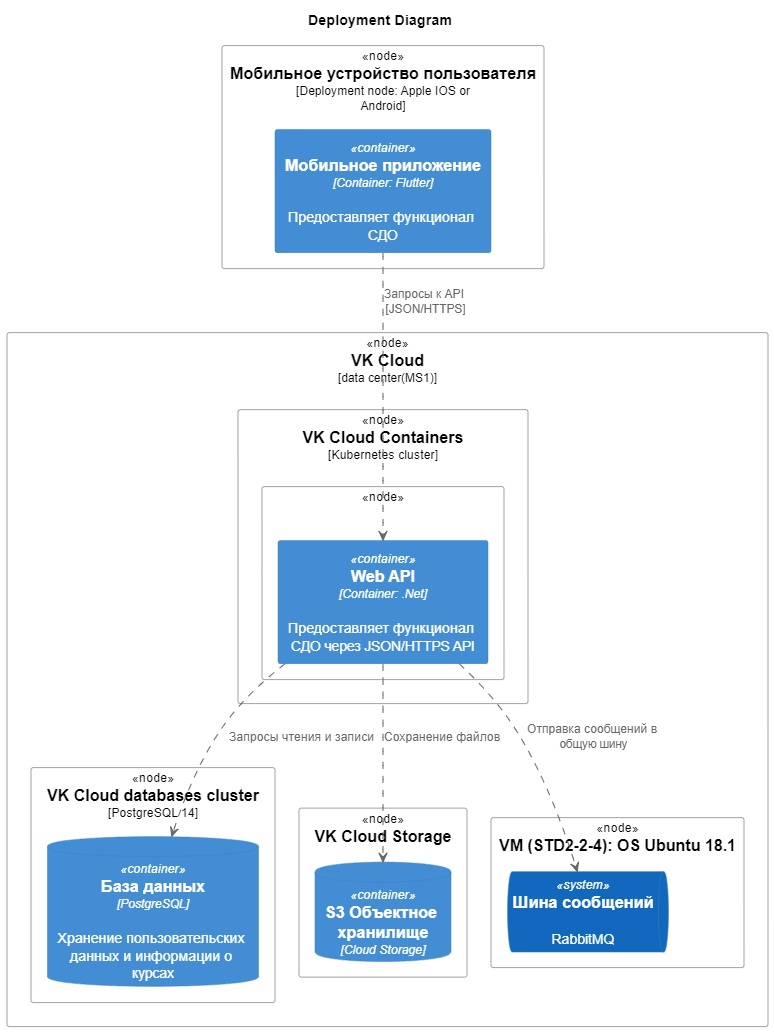 Deployment Diagram
«node»
Мобильное устройство пользователя
[Deployment node: Apple IOS or
Android]
«container»
Мобильное приложение
[Container: Flutter]
Предоставляет функционал
СДО
Запросы к API
[JSON/HTTPS]
«node»
VK Cloud
[data center(MS1)]
«node»
VK Cloud Containers
[Kubernetes cluster]
«node»
«container»
Web API
[Container: .Net]
Предоставляет функционал
СДО через JSON/HTTPS API
Запросы чтения и записи
Сохранение файлов
Отправка сообщений в
общую шину
«node»
VK Cloud databases cluster
[PostgreSQL/14]
«container»
База данных
[PostgreSQL]
Хранение пользовательских
данных и информации о
курсах
«node»
VK Cloud Storage
«container»
S3 Объектное
хранилище
[Cloud Storage]
«node»
VM (STD2-2-4): OS Ubuntu 18.1
«system»
Шина сообщений
RabbitMQ